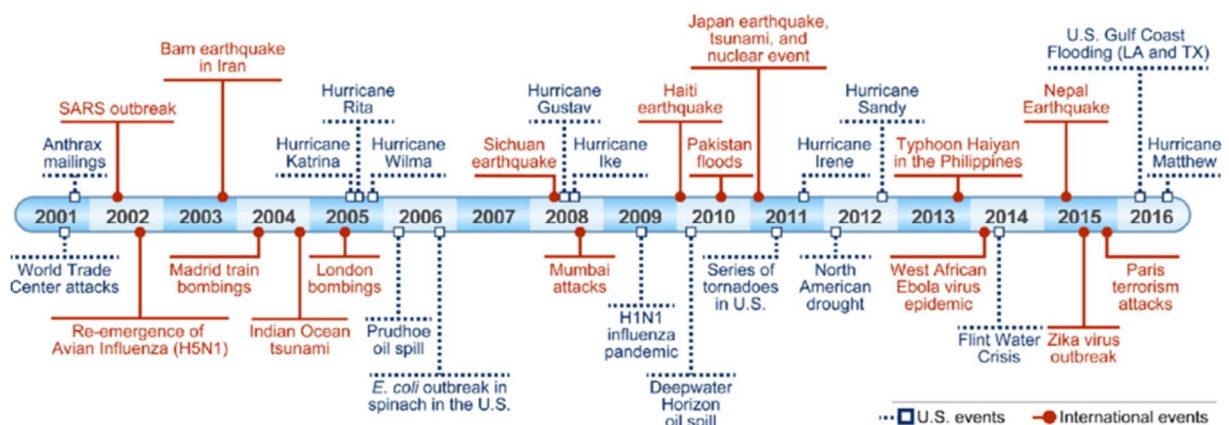 Anthrax
mailings
SARS outbreak
Bam earthquake
in Iran
Hurricane
Katrina
Hurricane
Rita
Hurricane
Wilma
Sichuan
earthquake
Hurricane
Gustav
Hurricane
Ike
Haiti
earthquake
Pakistan
floods
Japan earthquake,
tsunami, and
nuclear event
Hurricane
Irene
Hurricane
Sandy
Typhoon Haiyan
in the Philippines
Nepal
Earthquake
U.S. Gulf Coast
Flooding (LA and TX)
Hurricane
Matthew
2001 2002 2003 2004 2005 2006 2007 2008 2009 2010 2011 2012 2013 2014 2015 2016
World Trade
Center attacks
Re-emergence of
Avian Influenza (H5N1)
Madrid train
bombings
Indian Ocean
tsunami
London
bombings
Prudhoe
oil spill
E. coli outbreak in
spinach in the U.S.
Mumbai
attacks
H1N1
influenza
pandemic
Deepwater
Horizon
oil spill
Series of
tornadoes
in U.S.
North
American
drought
West African
Ebola virus
epidemic
Flint Water
Crisis
Zika virus
outbreak
Paris
terrorism
attacks
U.S. events
International events